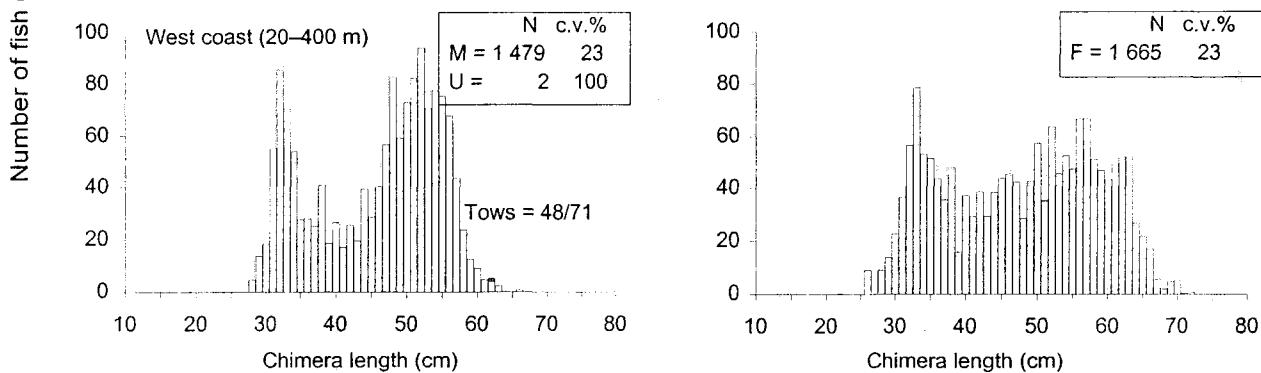 Number of fish
100
80
60
40
20
0
West coast (20–400 m)
N c.v.%
M = 1 479 23
U = 2 100
Tows = 48/71
10 20 30 40 50 60 70 80
Chimera length (cm)
100
80
60
40
20
0
N c.v.%
F = 1 665 23
10 20 30 40 50 60 70 80
Chimera length (cm)